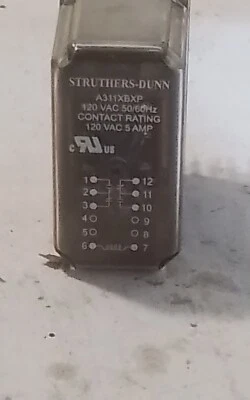 STRUTHERS-DUNN
A311XBXP
120 VAC 50/60Hz
CONTACT RATING
120 VAC 5 AMP
c RU US
1 12
2 11
3 10
4 9
5 8
6 7